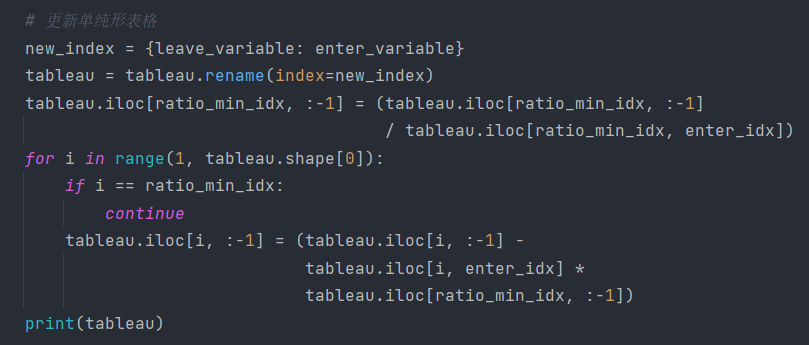 # 更新单纯形表格
new_index = {leave_variable: enter_variable}
tableau = tableau.rename(index=new_index)
tableau.iloc[ratio_min_idx, :-1] = (tableau.iloc[ratio_min_idx, :-1]
                                    / tableau.iloc[ratio_min_idx, enter_idx])
for i in range(1, tableau.shape[0]):
    if i == ratio_min_idx:
        continue
    tableau.iloc[i, :-1] = (tableau.iloc[i, :-1] -
                            tableau.iloc[i, enter_idx] *
                            tableau.iloc[ratio_min_idx, :-1])
print(tableau)